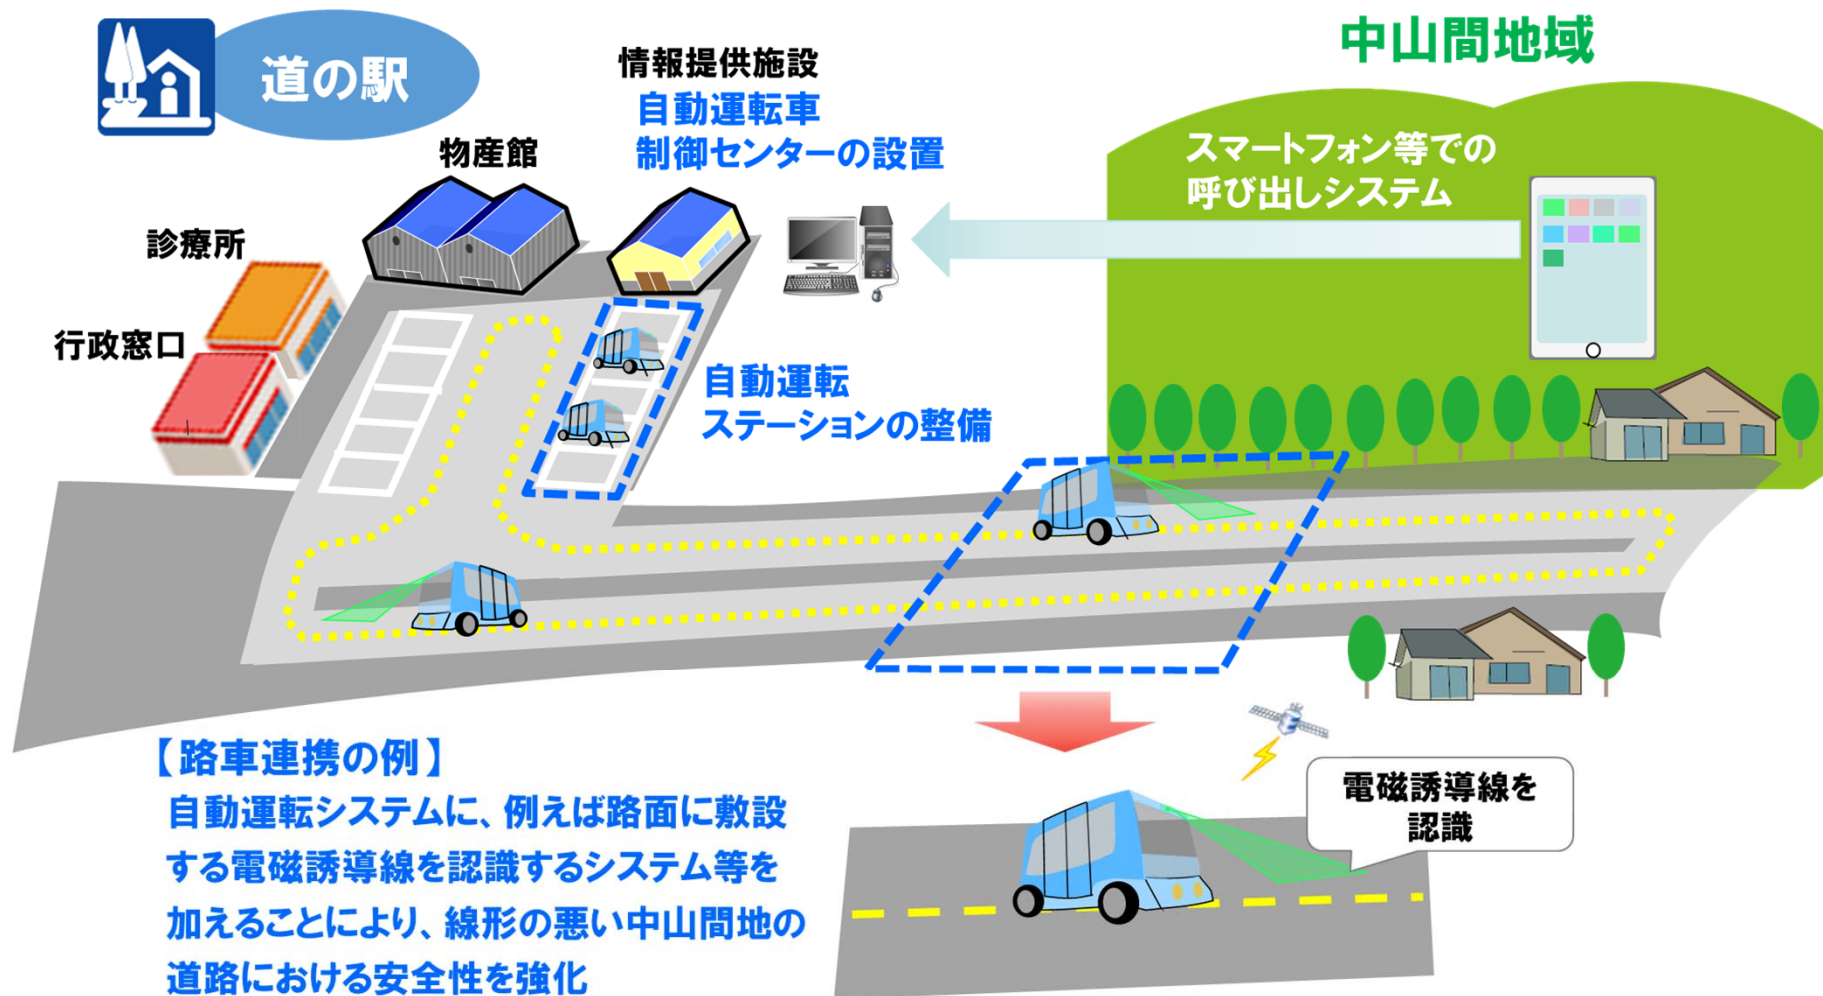 道の駅
情報提供施設
自動運転車
制御センターの設置
物産館
診療所
行政窓口
自動運転
ステーションの整備
中山間地域
スマートフォン等での
呼び出しシステム
【路車連携の例】
自動運転システムに、例えば路面に敷設
する電磁誘導線を認識するシステム等を
加えることにより、線形の悪い中山間地の
道路における安全性を強化
電磁誘導線を
認識